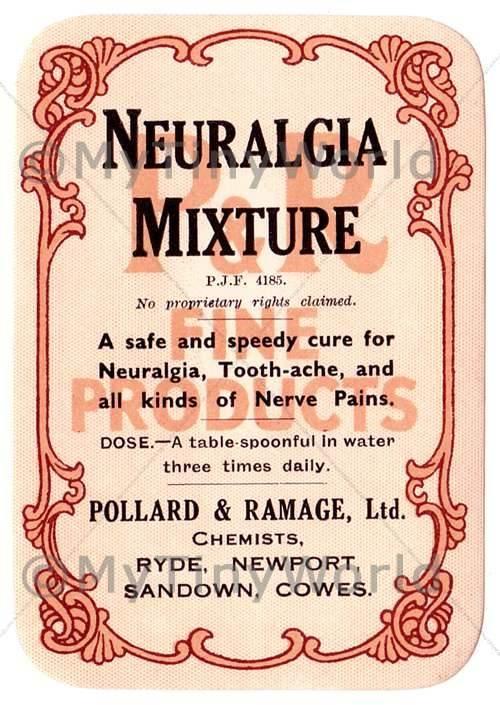 NEURALGIA
©MyTinyWorld
MIXTURE
P&R
P.J.F. 4185.
No proprietary rights claimed.
FINE
A safe and speedy cure for
Neuralgia, Tooth-ache, and
PRODUCTS
all kinds of Nerve Pains.
DOSE.—A table-spoonful in water
three times daily.
POLLARD & RAMAGE, Ltd.
CHEMISTS,
RYDE, NEWPORT,
©MyTinyWorld
SANDOWN, COWES.